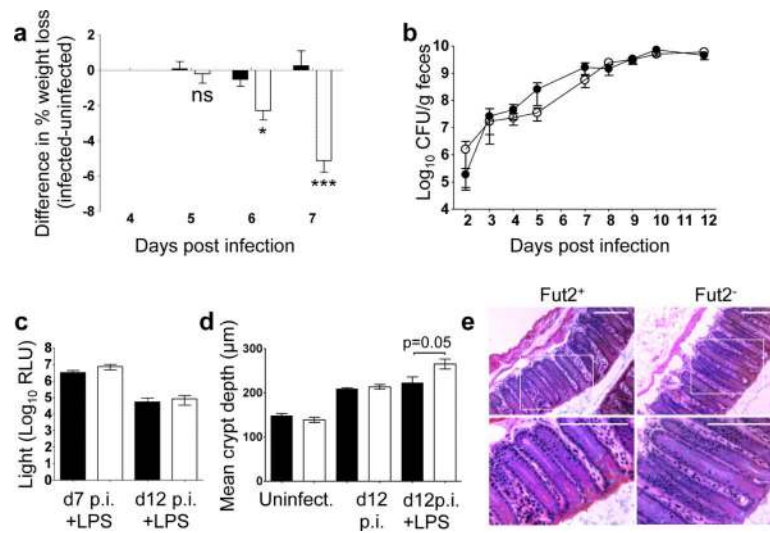 a
Difference in % weight loss
(infected-uninfected)
2
0
-2
-4
-6
-8
ns
*
***
4 5 6 7
Days post infection
b
Log10 CFU/g feces
10
9
8
7
6
5
4
2 3 4 5 6 7 8 9 10 11 12
Days post infection
c
Light (Log10 RLU)
8
7
6
5
4
3
2
1
0
d7 p.i. d12 p.i.
+LPS +LPS
d
Mean crypt depth (µm)
300
200
100
0
p=0.05
Uninfect. d12 d12p.i.
p.i. +LPS
e
Fut2+ Fut2-